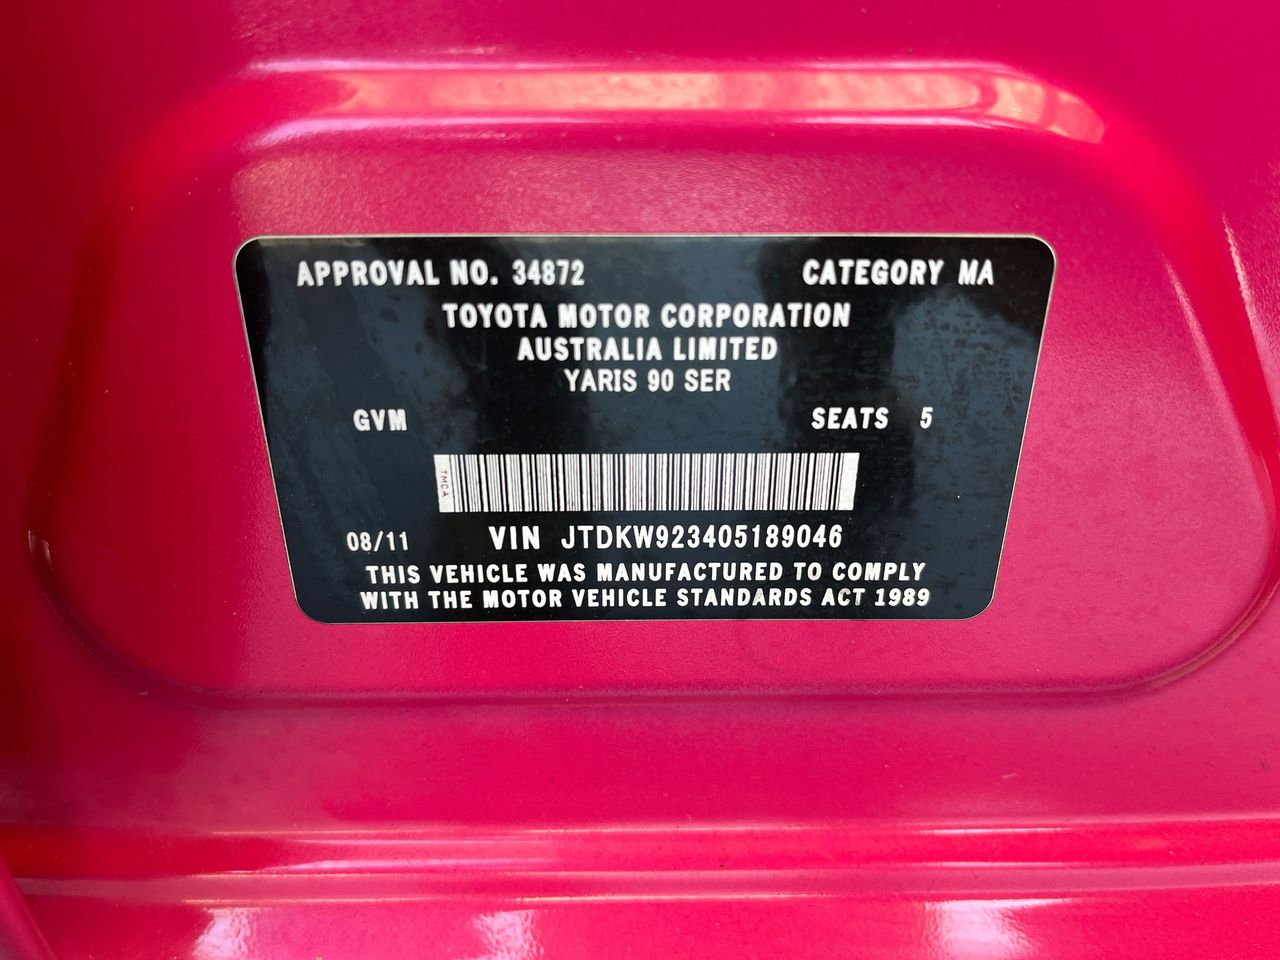 APPROVAL NO. 34872 CATEGORY MA
TOYOTA MOTOR CORPORATION
AUSTRALIA LIMITED
YARIS 90 SER
GVM SEATS 5
TMCA
08/11 VIN JTDKW923405189046
THIS VEHICLE WAS MANUFACTURED TO COMPLY
WITH THE MOTOR VEHICLE STANDARDS ACT 1989